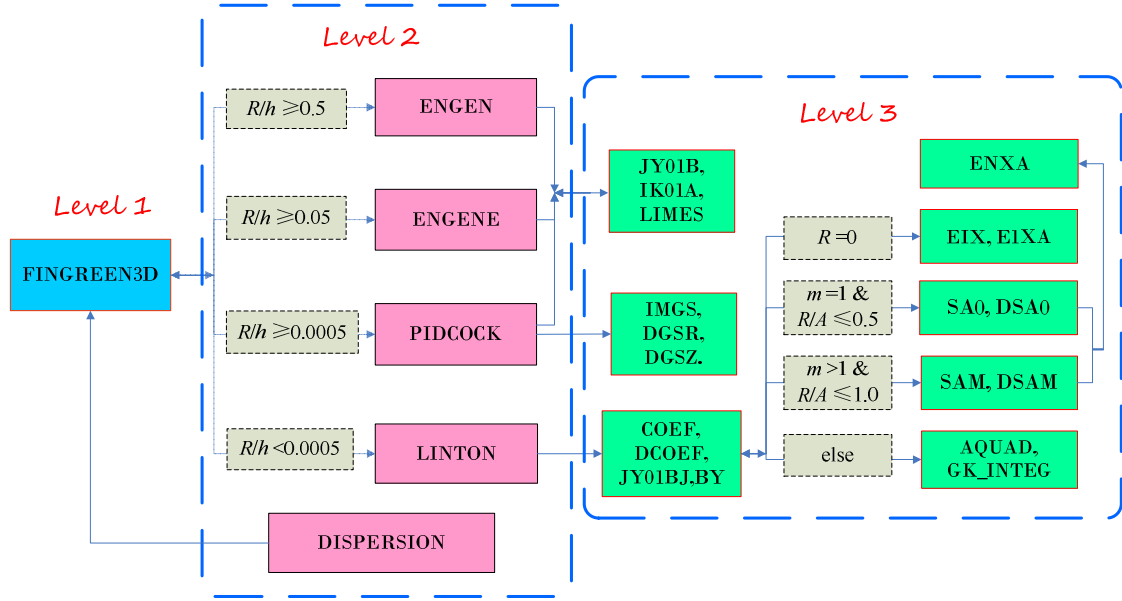 Level 1
FINGREEN3D
Level 2
R/h ≥0.5
ENGEN
R/h ≥0.05
ENGENE
R/h ≥0.0005
PIDCOCK
R/h <0.0005
LINTON
DISPERSION
Level 3
JY01B,
IK01A,
LIMES
IMGS,
DGSR,
DGSZ.
COEF,
DCOEF,
JY01BJ,BY
R =0
m =1 &
R/A ≤0.5
m >1 &
R/A ≤1.0
else
ENXA
EIX, E1XA
SA0, DSA0
SAM, DSAM
AQUAD,
GK_INTEG